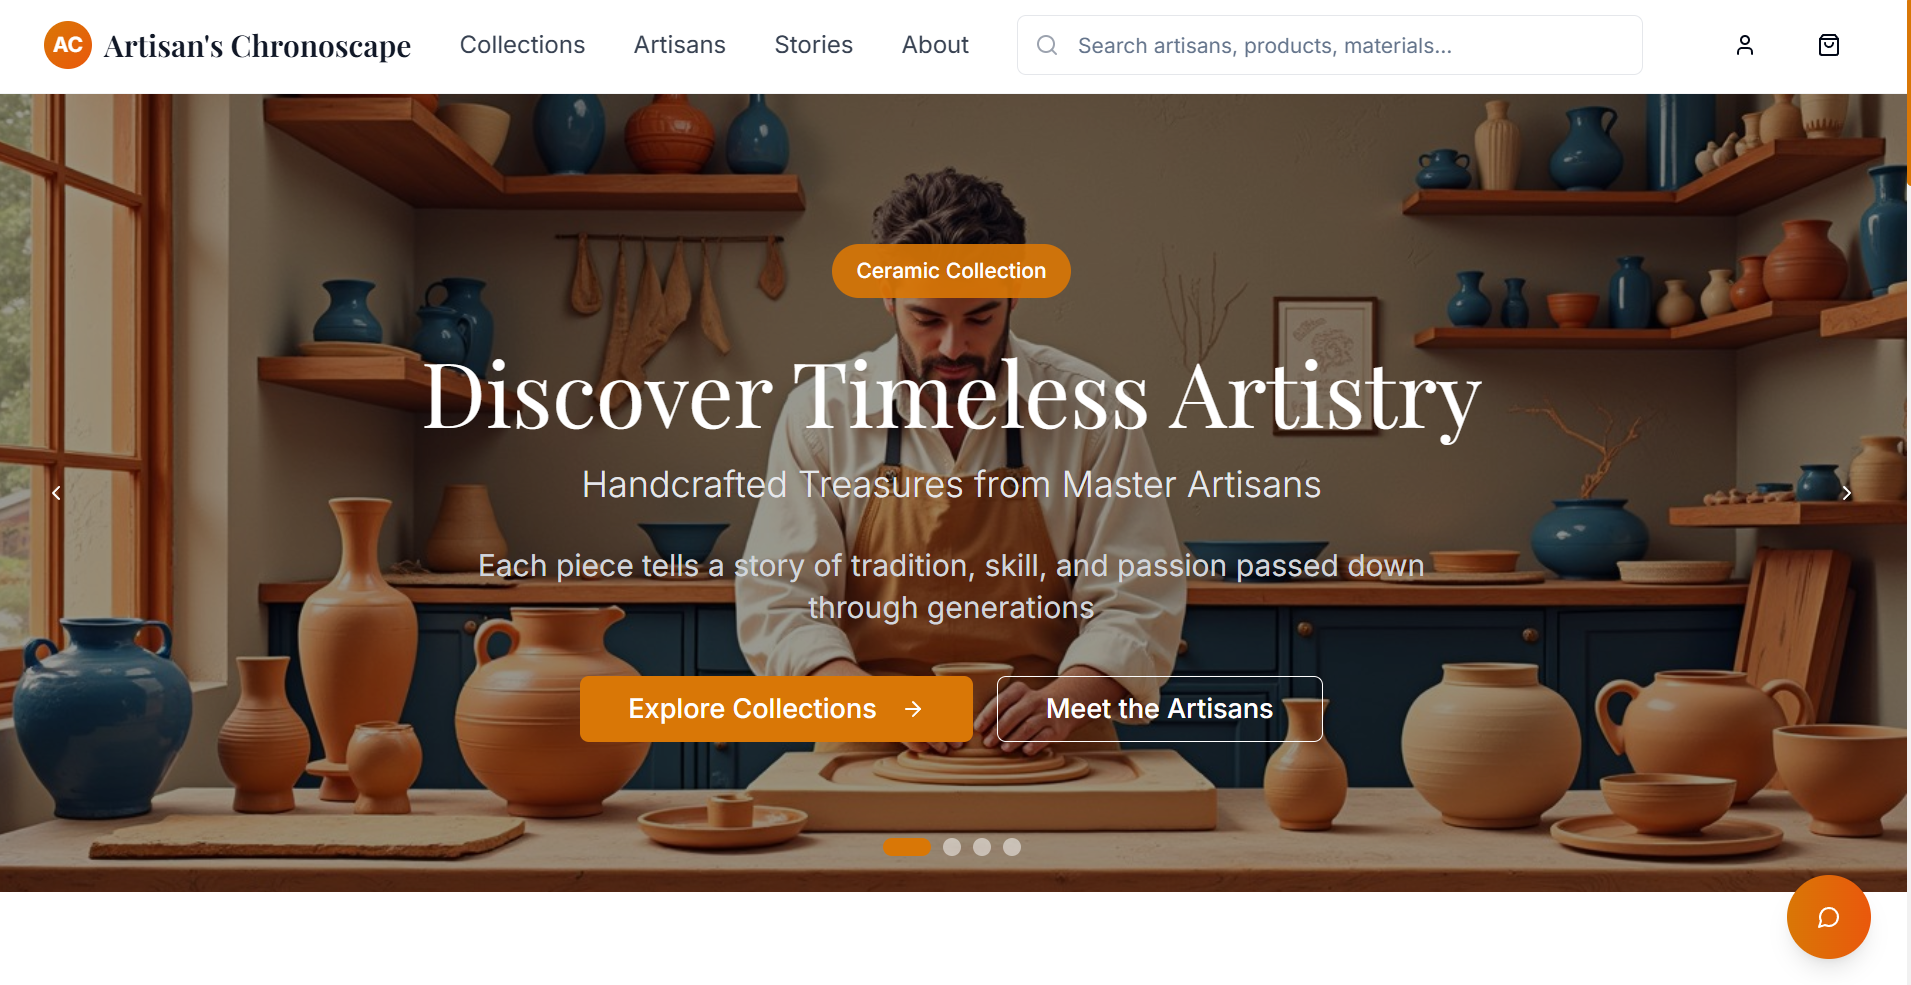 AC
Artisan's Chronoscape
Collections
Artisans
Stories
About
Search artisans, products, materials...
Ceramic Collection
Discover Timeless Artistry
Handcrafted Treasures from Master Artisans
Each piece tells a story of tradition, skill, and passion passed down
through generations
Explore Collections
Meet the Artisans